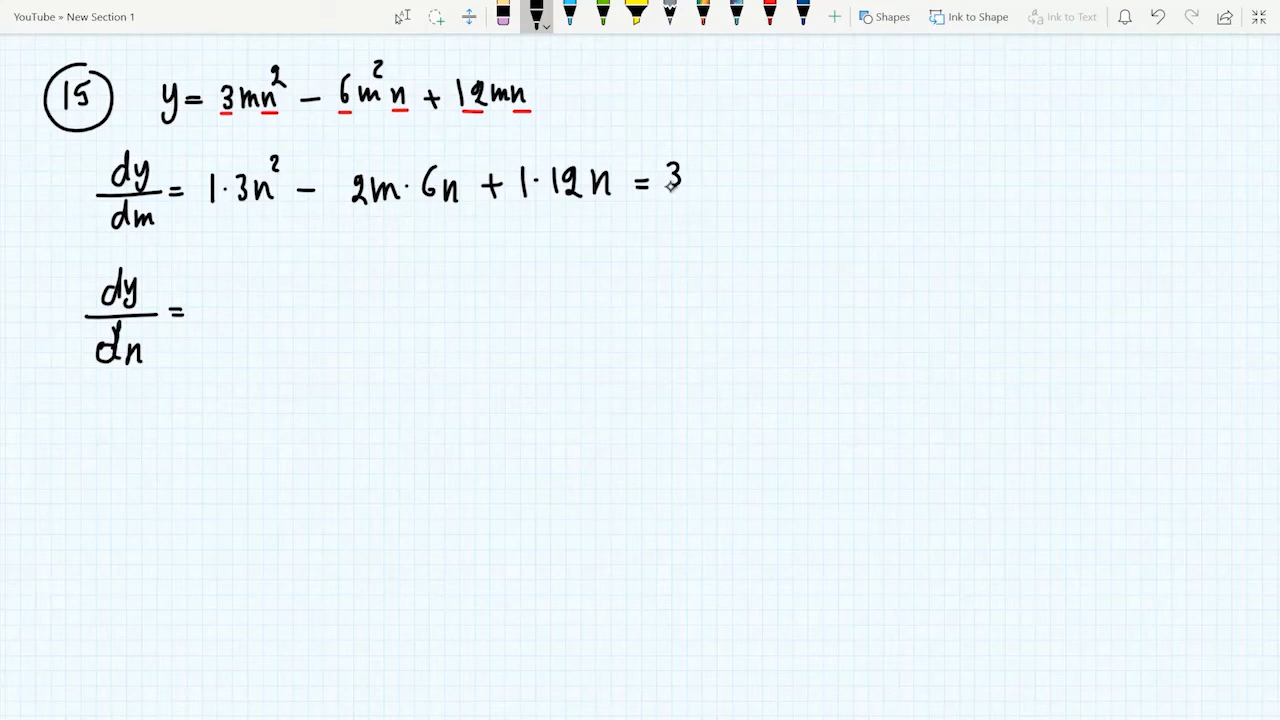 Youtube » New Section 1
Shapes
Ink to Shape
Ink to Text
15 y = 3mn² - 6m²n + 12mn
dy/dm = 1·3n² - 2m·6n + 1·12n = 3
dy/dn =